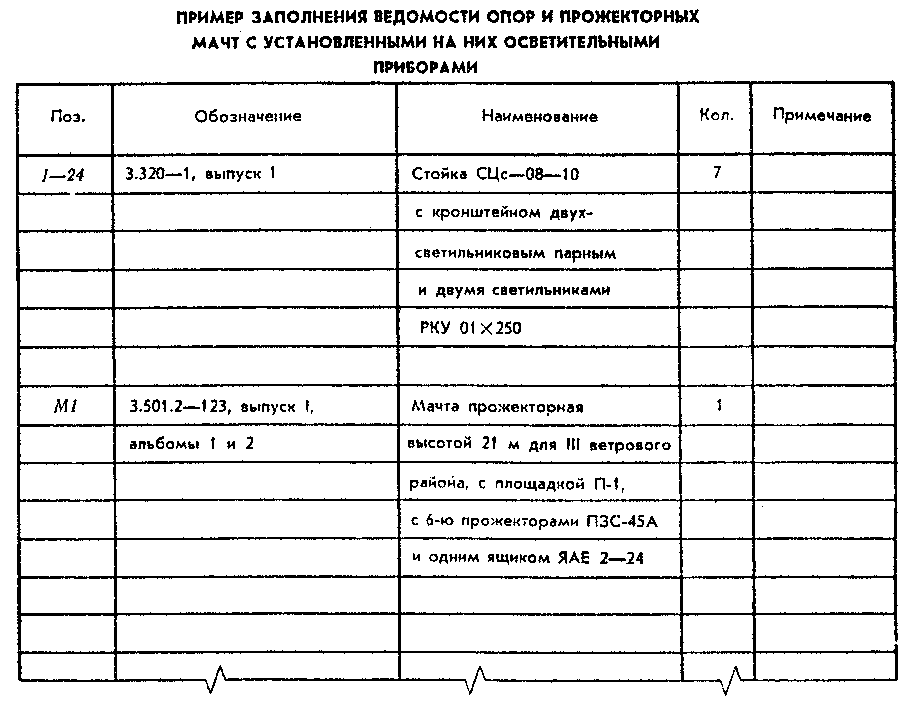 ПРИМЕР ЗАПОЛНЕНИЯ ВЕДОМОСТИ ОПОР И ПРОЖЕКТОРНЫХ
МАЧТ С УСТАНОВЛЕННЫМИ НА НИХ ОСВЕТИТЕЛЬНЫМИ
ПРИБОРАМИ
Поз. Обозначение Наименование Кол. Примечание
1—24 3.320—1, выпуск 1 Стойка СЦс—08—10 7
с кронштейном двух-
светильниковым парным
и двумя светильниками
РКУ 01×250
М1 3.501.2—123, выпуск 1, Мачта прожекторная 1
альбомы 1 и 2 высотой 21 м для III ветрового
района, с площадкой П-1,
с 6-ю прожекторами ПЗС-45А
и одним ящиком ЯАЕ 2—24